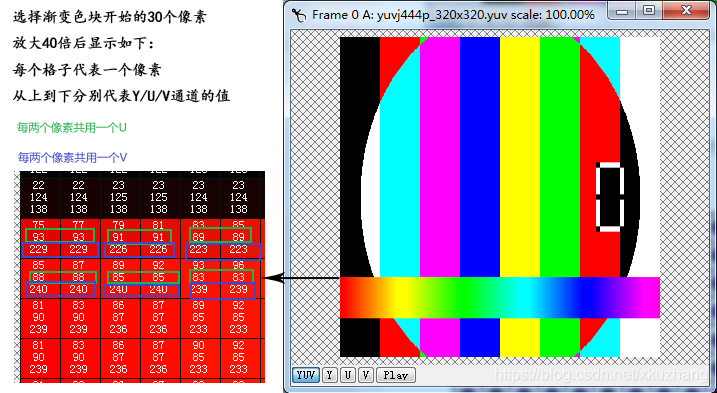 选择渐变色块开始的30个像素
放大40倍后显示如下：
每个格子代表一个像素
从上到下分别代表Y/U/V通道的值
每两个像素共用一个U
每两个像素共用一个V
22 22 23 23 23 23
124 124 125 125 124 124
138 138 138 138 138 138
75 77 79 81 83 85
93 93 91 91 89 89
229 229 226 226 223 223
85 87 89 92 93 96
88 88 85 85 83 83
240 240 240 240 239 239
81 83 86 87 89 92
90 90 87 87 85 85
239 239 236 236 233 233
81 83 86 87 90 92
90 90 87 87 85 85
239 239 236 236 233 233
Frame 0 A: yuvj444p_320x320.yuv scale: 100.00%
YUV Y U V Play
https://blog.csdn.net/xkuzhang